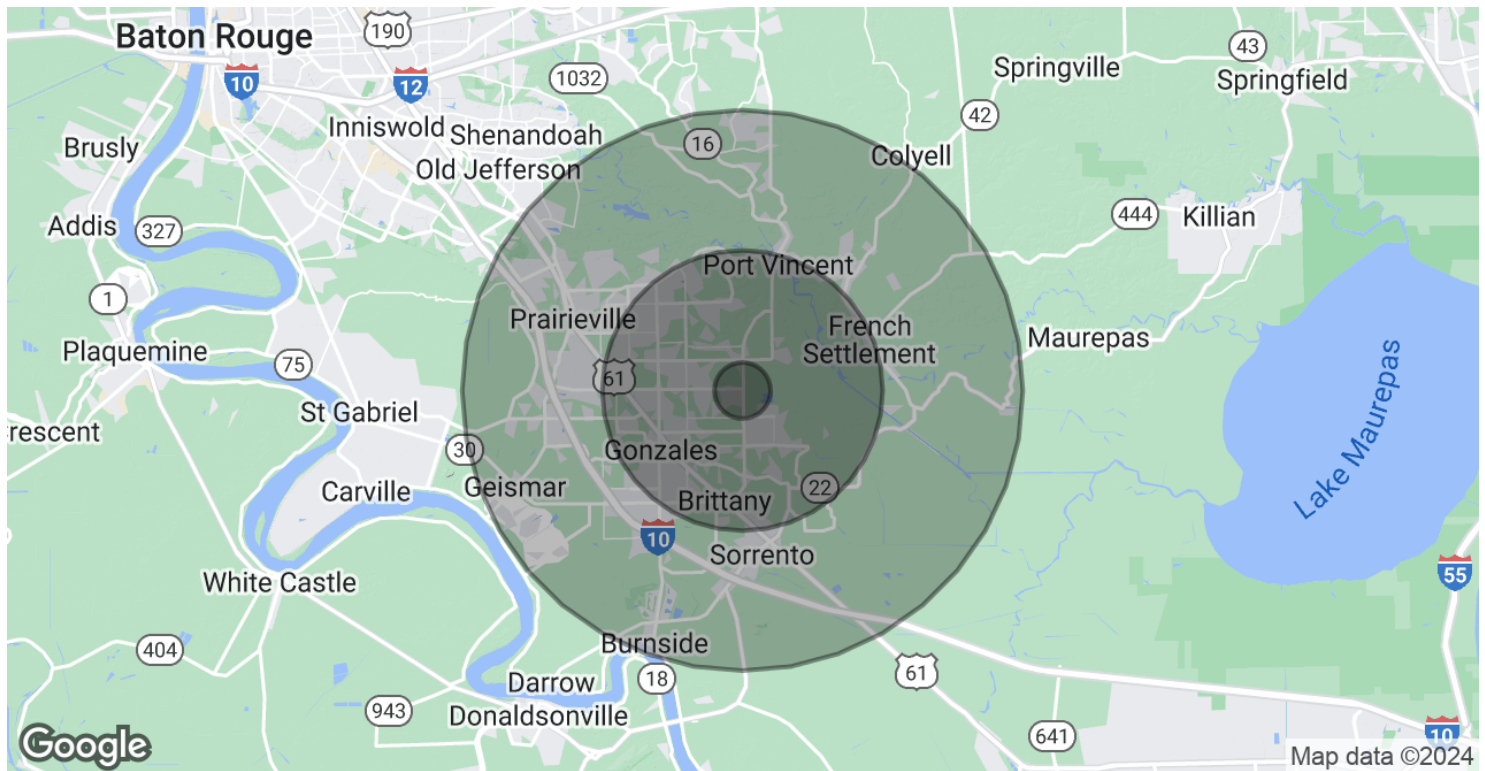 Baton Rouge
190
10
12
1032
43
Springville
Springfield
Inniswold
Shenandoah
42
Brusly
16
Old Jefferson
Colyell
Addis
327
444
Killian
Port Vincent
1
Prairieville
French
Settlement
Maurepas
Plaquemine
75
61
Lake Maurepas
St Gabriel
rescent
30
Gonzales
Geismar
Carville
Brittany
22
10
Sorrento
White Castle
55
404
Burnside
18
61
Darrow
943
Donaldsonville
641
10
Google
Map data ©2024